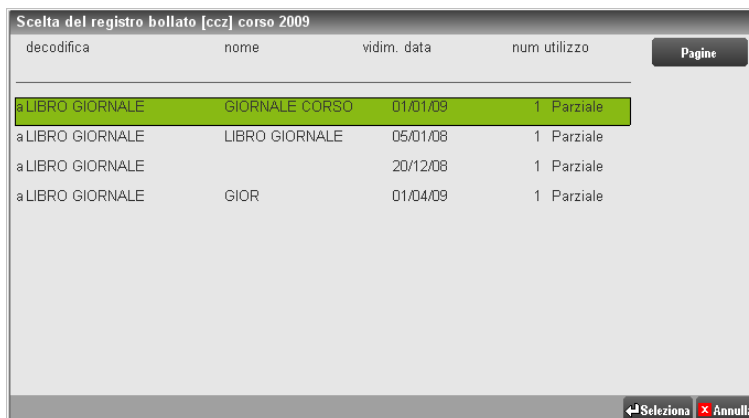 Scelta del registro bollato [ccz] corso 2009
decodifica nome vidim. data num utilizzo Pagine
a LIBRO GIORNALE GIORNALE CORSO 01/01/09 1 Parziale
a LIBRO GIORNALE LIBRO GIORNALE 05/01/08 1 Parziale
a LIBRO GIORNALE 20/12/08 1 Parziale
a LIBRO GIORNALE GIOR 01/04/09 1 Parziale
Seleziona X Annull